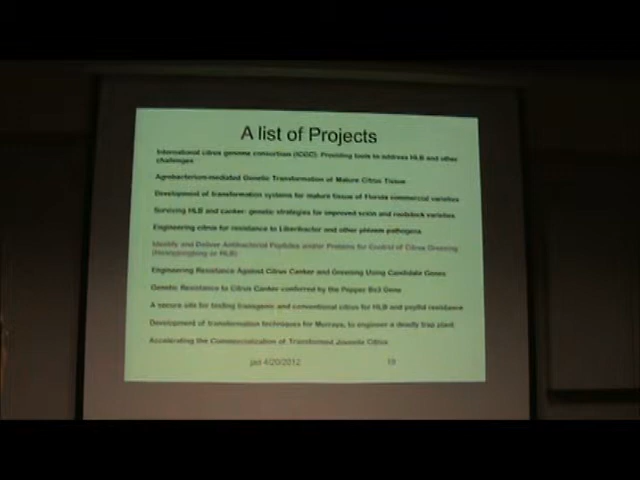 A list of Projects
International citrus genome consortium (ICGC): Providing tools to address HLB and other
challenges
Agrobacterium-mediated Genetic Transformation of Mature Citrus Tissue
Development of transformation systems for mature tissue of Florida commercial varieties
Surviving HLB and canker: genetic strategies for improved scion and rootstock varieties
Engineering citrus for resistance to Liberibacter and other phloem pathogens
Identify and Deliver Antibacterial Peptides and/or Proteins for Control of Citrus Greening
(Huanglongbing or HLB)
Engineering Resistance Against Citrus Canker and Greening Using Candidate Genes
Genetic Resistance to Citrus Canker conferred by the Pepper Bs3 Gene
A secure site for testing transgenic and conventional citrus for HLB and psyllid resistance
Development of transformation techniques for Murraya, to engineer a deadly trap plant
Accelerating the Commercialization of Transformed Juvenile Citrus
4/20/2012